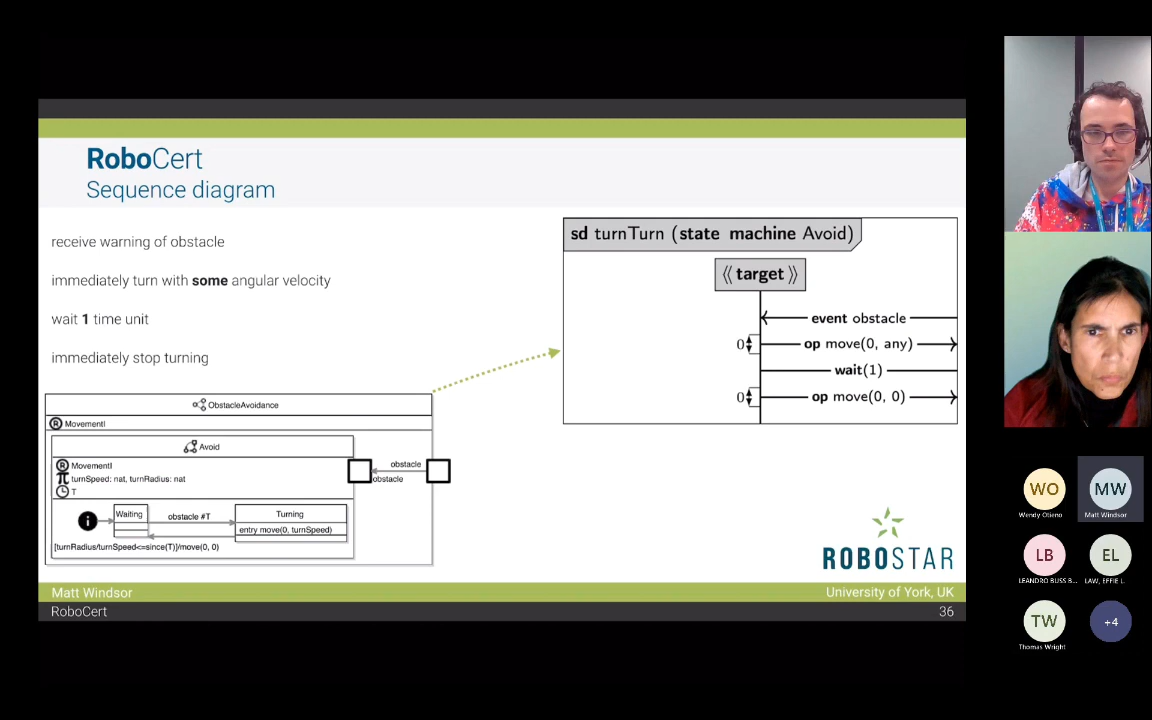 RoboCert
Sequence diagram
receive warning of obstacle
immediately turn with some angular velocity
wait 1 time unit
immediately stop turning
sd turnTurn (state machine Avoid)
⟨⟨target⟩⟩
event obstacle
0 op move(0, any)
wait(1)
0 op move(0, 0)
ObstacleAvoidance
R MovementI
Avoid
R MovementI
π turnSpeed: nat, turnRadius: nat
T
obstacle
obstacle
i
Waiting
obstacle #T
Turning
entry move(0, turnSpeed)
[turnRadius/turnSpeed<=since(T)]/move(0, 0)
ROBOSTAR
Matt Windsor
University of York, UK
RoboCert
36
WO
Wendy Otieno
MW
Matt Windsor
LB
LEANDRO BUSS B...
EL
LAW, EFFIE L.
TW
Thomas Wright
+4